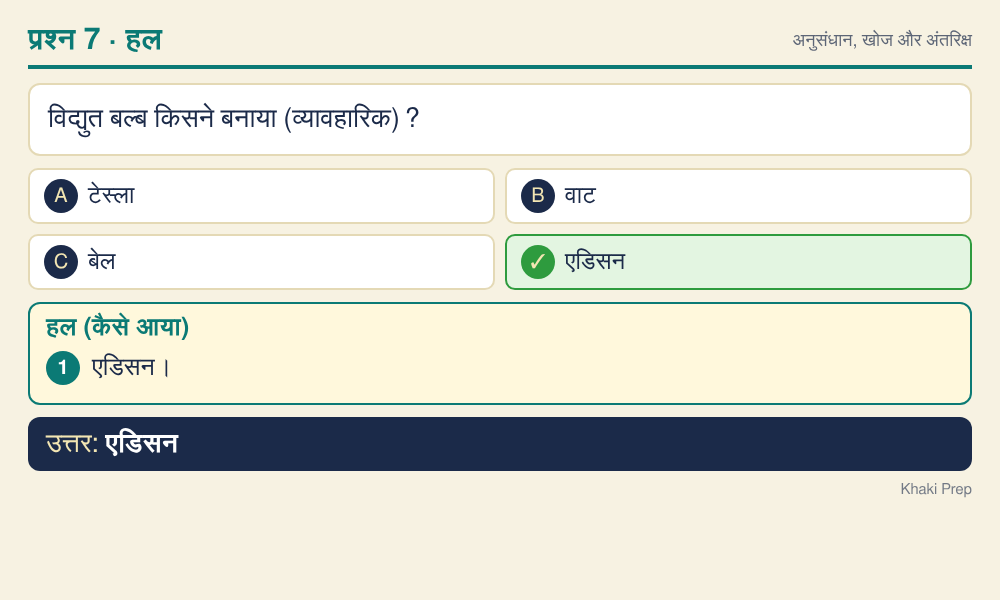 प्रश्न 7 · हल
अनुसंधान, खोज और अंतरिक्ष
विद्युत बल्ब किसने बनाया (व्यावहारिक) ?
A टेस्ला
B वाट
C बेल
✓ एडिसन
हल (कैसे आया)
1 एडिसन।
उत्तर: एडिसन
Khaki Prep